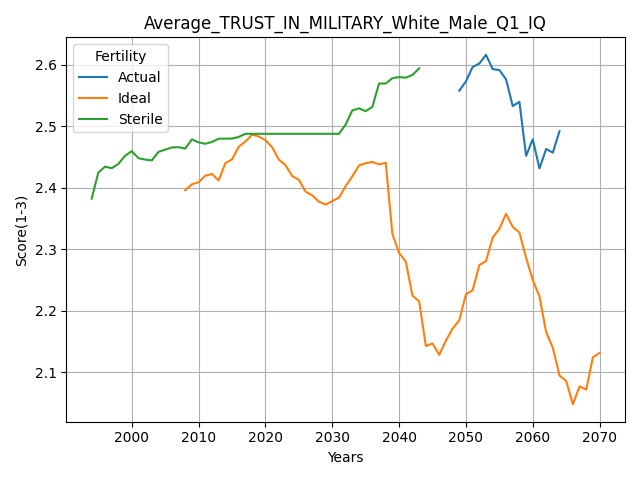 Average_TRUST_IN_MILITARY_White_Male_Q1_IQ
Fertility
Actual
Ideal
Sterile
Score(1-3)
2.6
2.5
2.4
2.3
2.2
2.1
2000 2010 2020 2030 2040 2050 2060 2070
Years